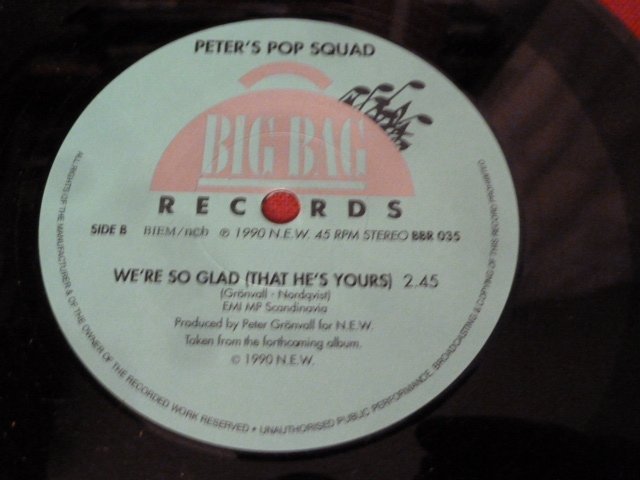 PETER'S POP SQUAD
BIG BAG
RECORDS
SIDE B BIEM/ncb ℗ 1990 N.E.W. 45 RPM STEREO BBR 035
WE'RE SO GLAD (THAT HE'S YOURS) 2.45
(Grönvall - Nordqvist)
EMI MP Scandinavia
Produced by Peter Grönvall for N.E.W.
Taken from the forthcoming album.
© 1990 N.E.W.
ALL RIGHTS OF THE MANUFACTURER & OF THE OWNER OF THE RECORDED WORK RESERVED • UNAUTHORISED PUBLIC PERFORMANCE, BROADCASTING & COPYING OF THIS RECORD PROHIBITED